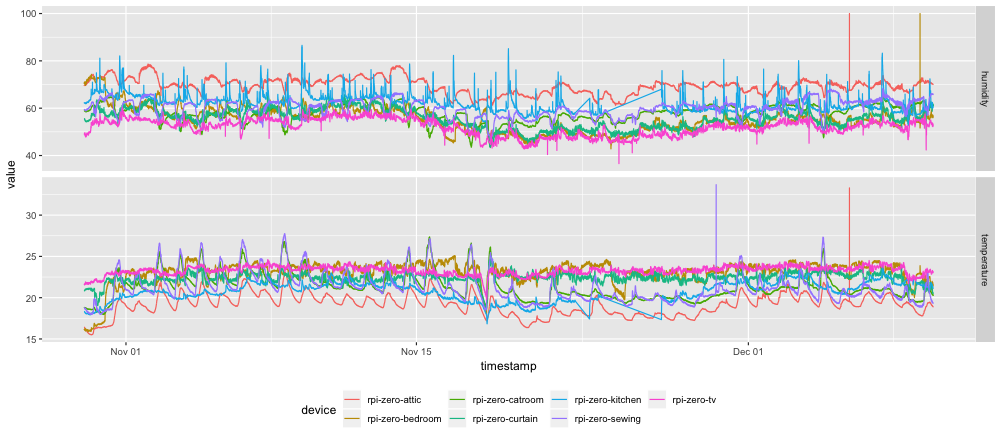 100
80
60
40
humidity
value
30
25
20
15
temperature
Nov 01
Nov 15
Dec 01
timestamp
device
rpi-zero-attic
rpi-zero-catroom
rpi-zero-kitchen
rpi-zero-tv
rpi-zero-bedroom
rpi-zero-curtain
rpi-zero-sewing